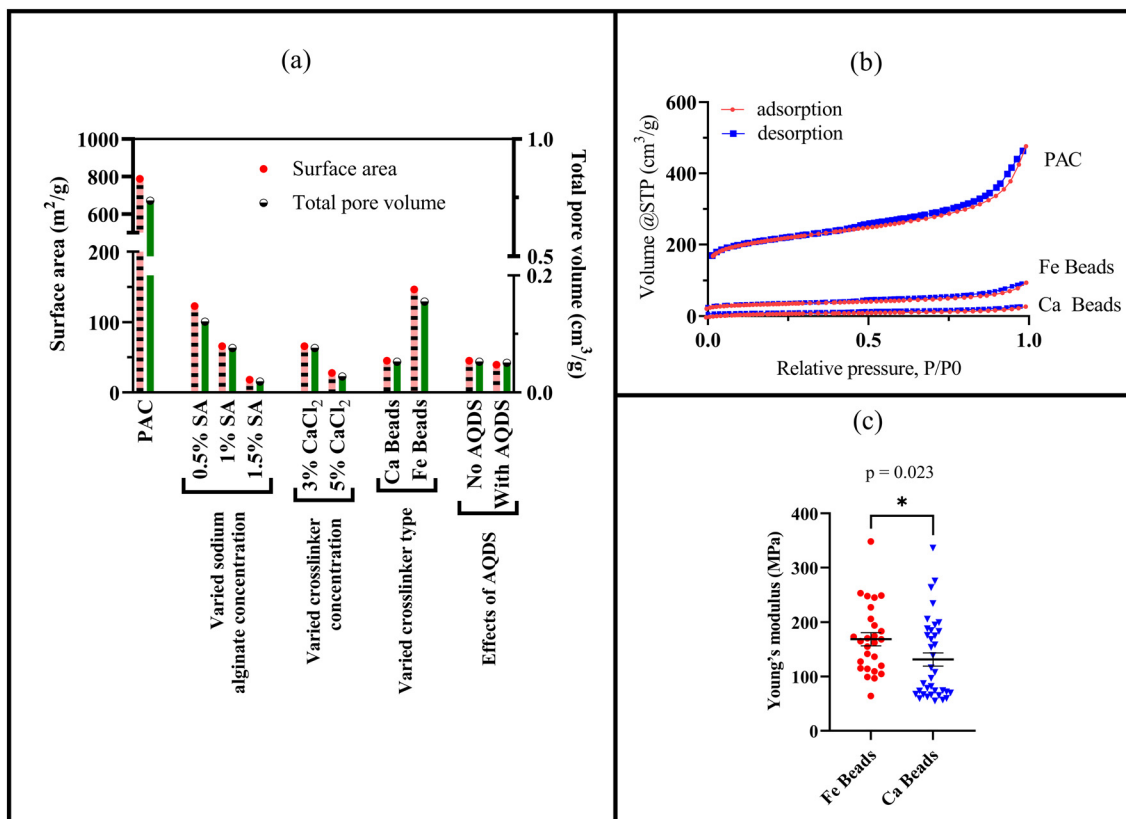 (a)
Surface area (m²/g)
1000
800
600
200
100
0
Surface area
Total pore volume
1.0
0.5
0.2
0.0
Total pore volume (cm³/g)
PAC
0.5% SA
1% SA
1.5% SA
3% CaCl₂
5% CaCl₂
Ca Beads
Fe Beads
No AQDS
With AQDS
Varied sodium
alginate concentration
Varied crosslinker
concentration
Varied crosslinker type
Effects of AQDS
(b)
Volume @STP (cm³/g)
600
400
200
0
adsorption
desorption
PAC
Fe Beads
Ca Beads
0.0
0.5
1.0
Relative pressure, P/P0
(c)
p = 0.023
*
Young's modulus (MPa)
400
300
200
100
0
Fe Beads
Ca Beads